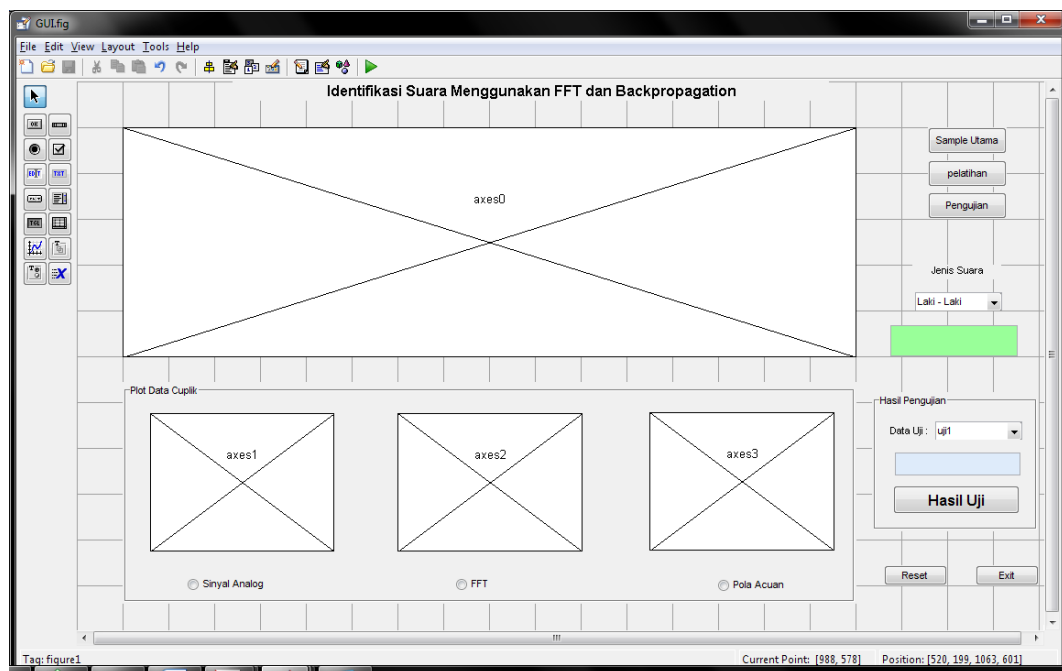 GUI.fig
File Edit View Layout Tools Help
Identifikasi Suara Menggunakan FFT dan Backpropagation
axes0
Sample Utama
pelatihan
Pengujian
Jenis Suara
Laki - Laki
Plot Data Cuplik
axes1
axes2
axes3
Sinyal Analog
FFT
Pola Acuan
Hasil Pengujian
Data Uji : uji1
Hasil Uji
Reset
Exit
Tag: figure1
Current Point: [988, 578]
Position: [520, 199, 1063, 601]